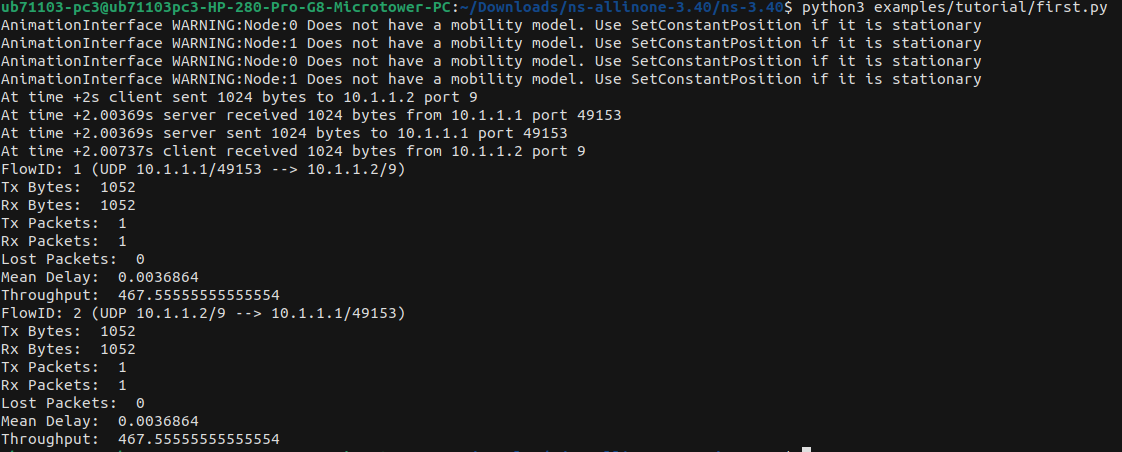 ub71103-pc3@ub71103pc3-HP-280-Pro-G8-Microtower-PC:~/Downloads/ns-allinone-3.40/ns-3.40$ python3 examples/tutorial/first.py
AnimationInterface WARNING:Node:0 Does not have a mobility model. Use SetConstantPosition if it is stationary
AnimationInterface WARNING:Node:1 Does not have a mobility model. Use SetConstantPosition if it is stationary
AnimationInterface WARNING:Node:0 Does not have a mobility model. Use SetConstantPosition if it is stationary
AnimationInterface WARNING:Node:1 Does not have a mobility model. Use SetConstantPosition if it is stationary
At time +2s client sent 1024 bytes to 10.1.1.2 port 9
At time +2.00369s server received 1024 bytes from 10.1.1.1 port 49153
At time +2.00369s server sent 1024 bytes to 10.1.1.1 port 49153
At time +2.00737s client received 1024 bytes from 10.1.1.2 port 9
FlowID: 1 (UDP 10.1.1.1/49153 --> 10.1.1.2/9)
Tx Bytes:  1052
Rx Bytes:  1052
Tx Packets:  1
Rx Packets:  1
Lost Packets:  0
Mean Delay:  0.0036864
Throughput:  467.55555555555554
FlowID: 2 (UDP 10.1.1.2/9 --> 10.1.1.1/49153)
Tx Bytes:  1052
Rx Bytes:  1052
Tx Packets:  1
Rx Packets:  1
Lost Packets:  0
Mean Delay:  0.0036864
Throughput:  467.55555555555554